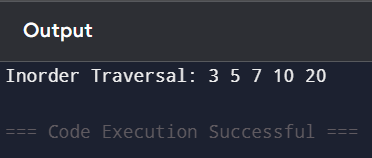 Output
Inorder Traversal: 3 5 7 10 20
=== Code Execution Successful ===